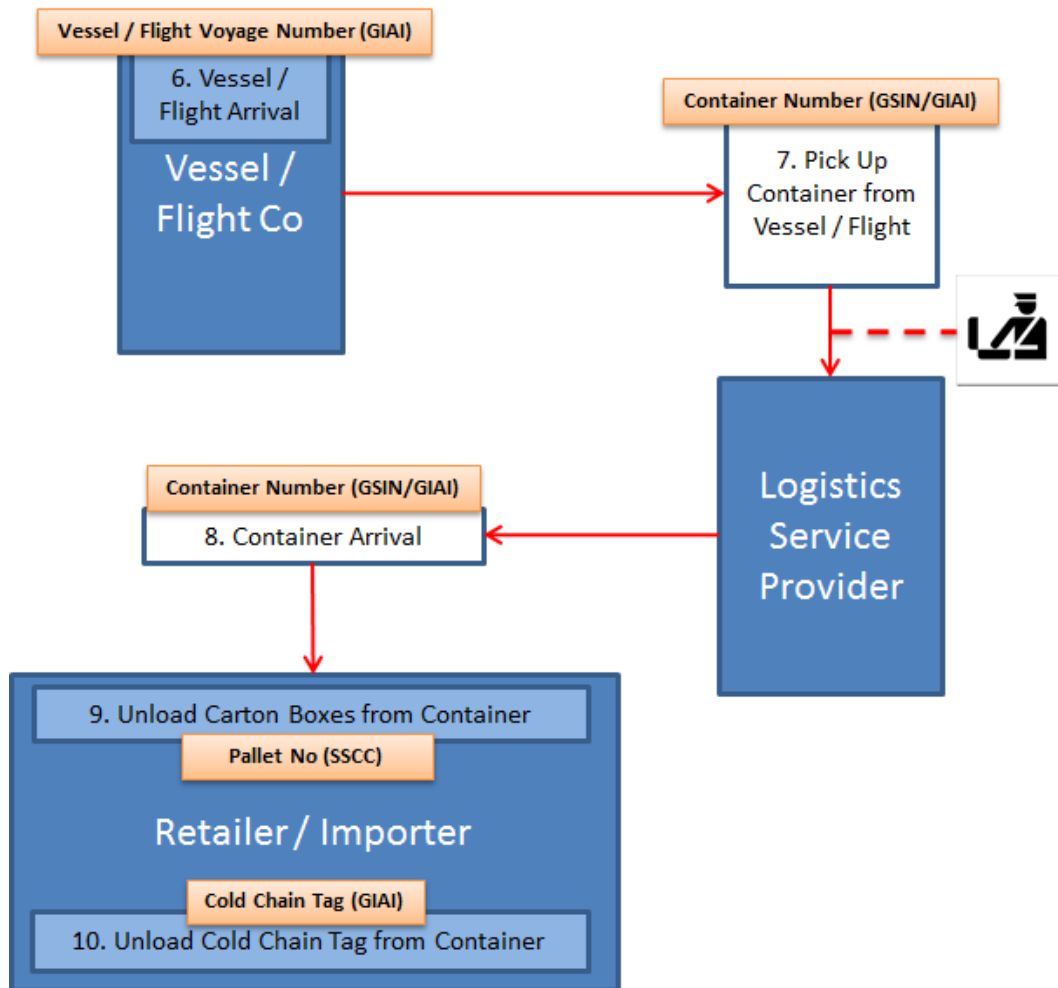 Vessel / Flight Voyage Number (GIAI)
6. Vessel /
Flight Arrival
Vessel /
Flight Co
Container Number (GSIN/GIAI)
7. Pick Up
Container from
Vessel / Flight
Logistics
Service
Provider
Container Number (GSIN/GIAI)
8. Container Arrival
9. Unload Carton Boxes from Container
Pallet No (SSCC)
Retailer / Importer
Cold Chain Tag (GIAI)
10. Unload Cold Chain Tag from Container